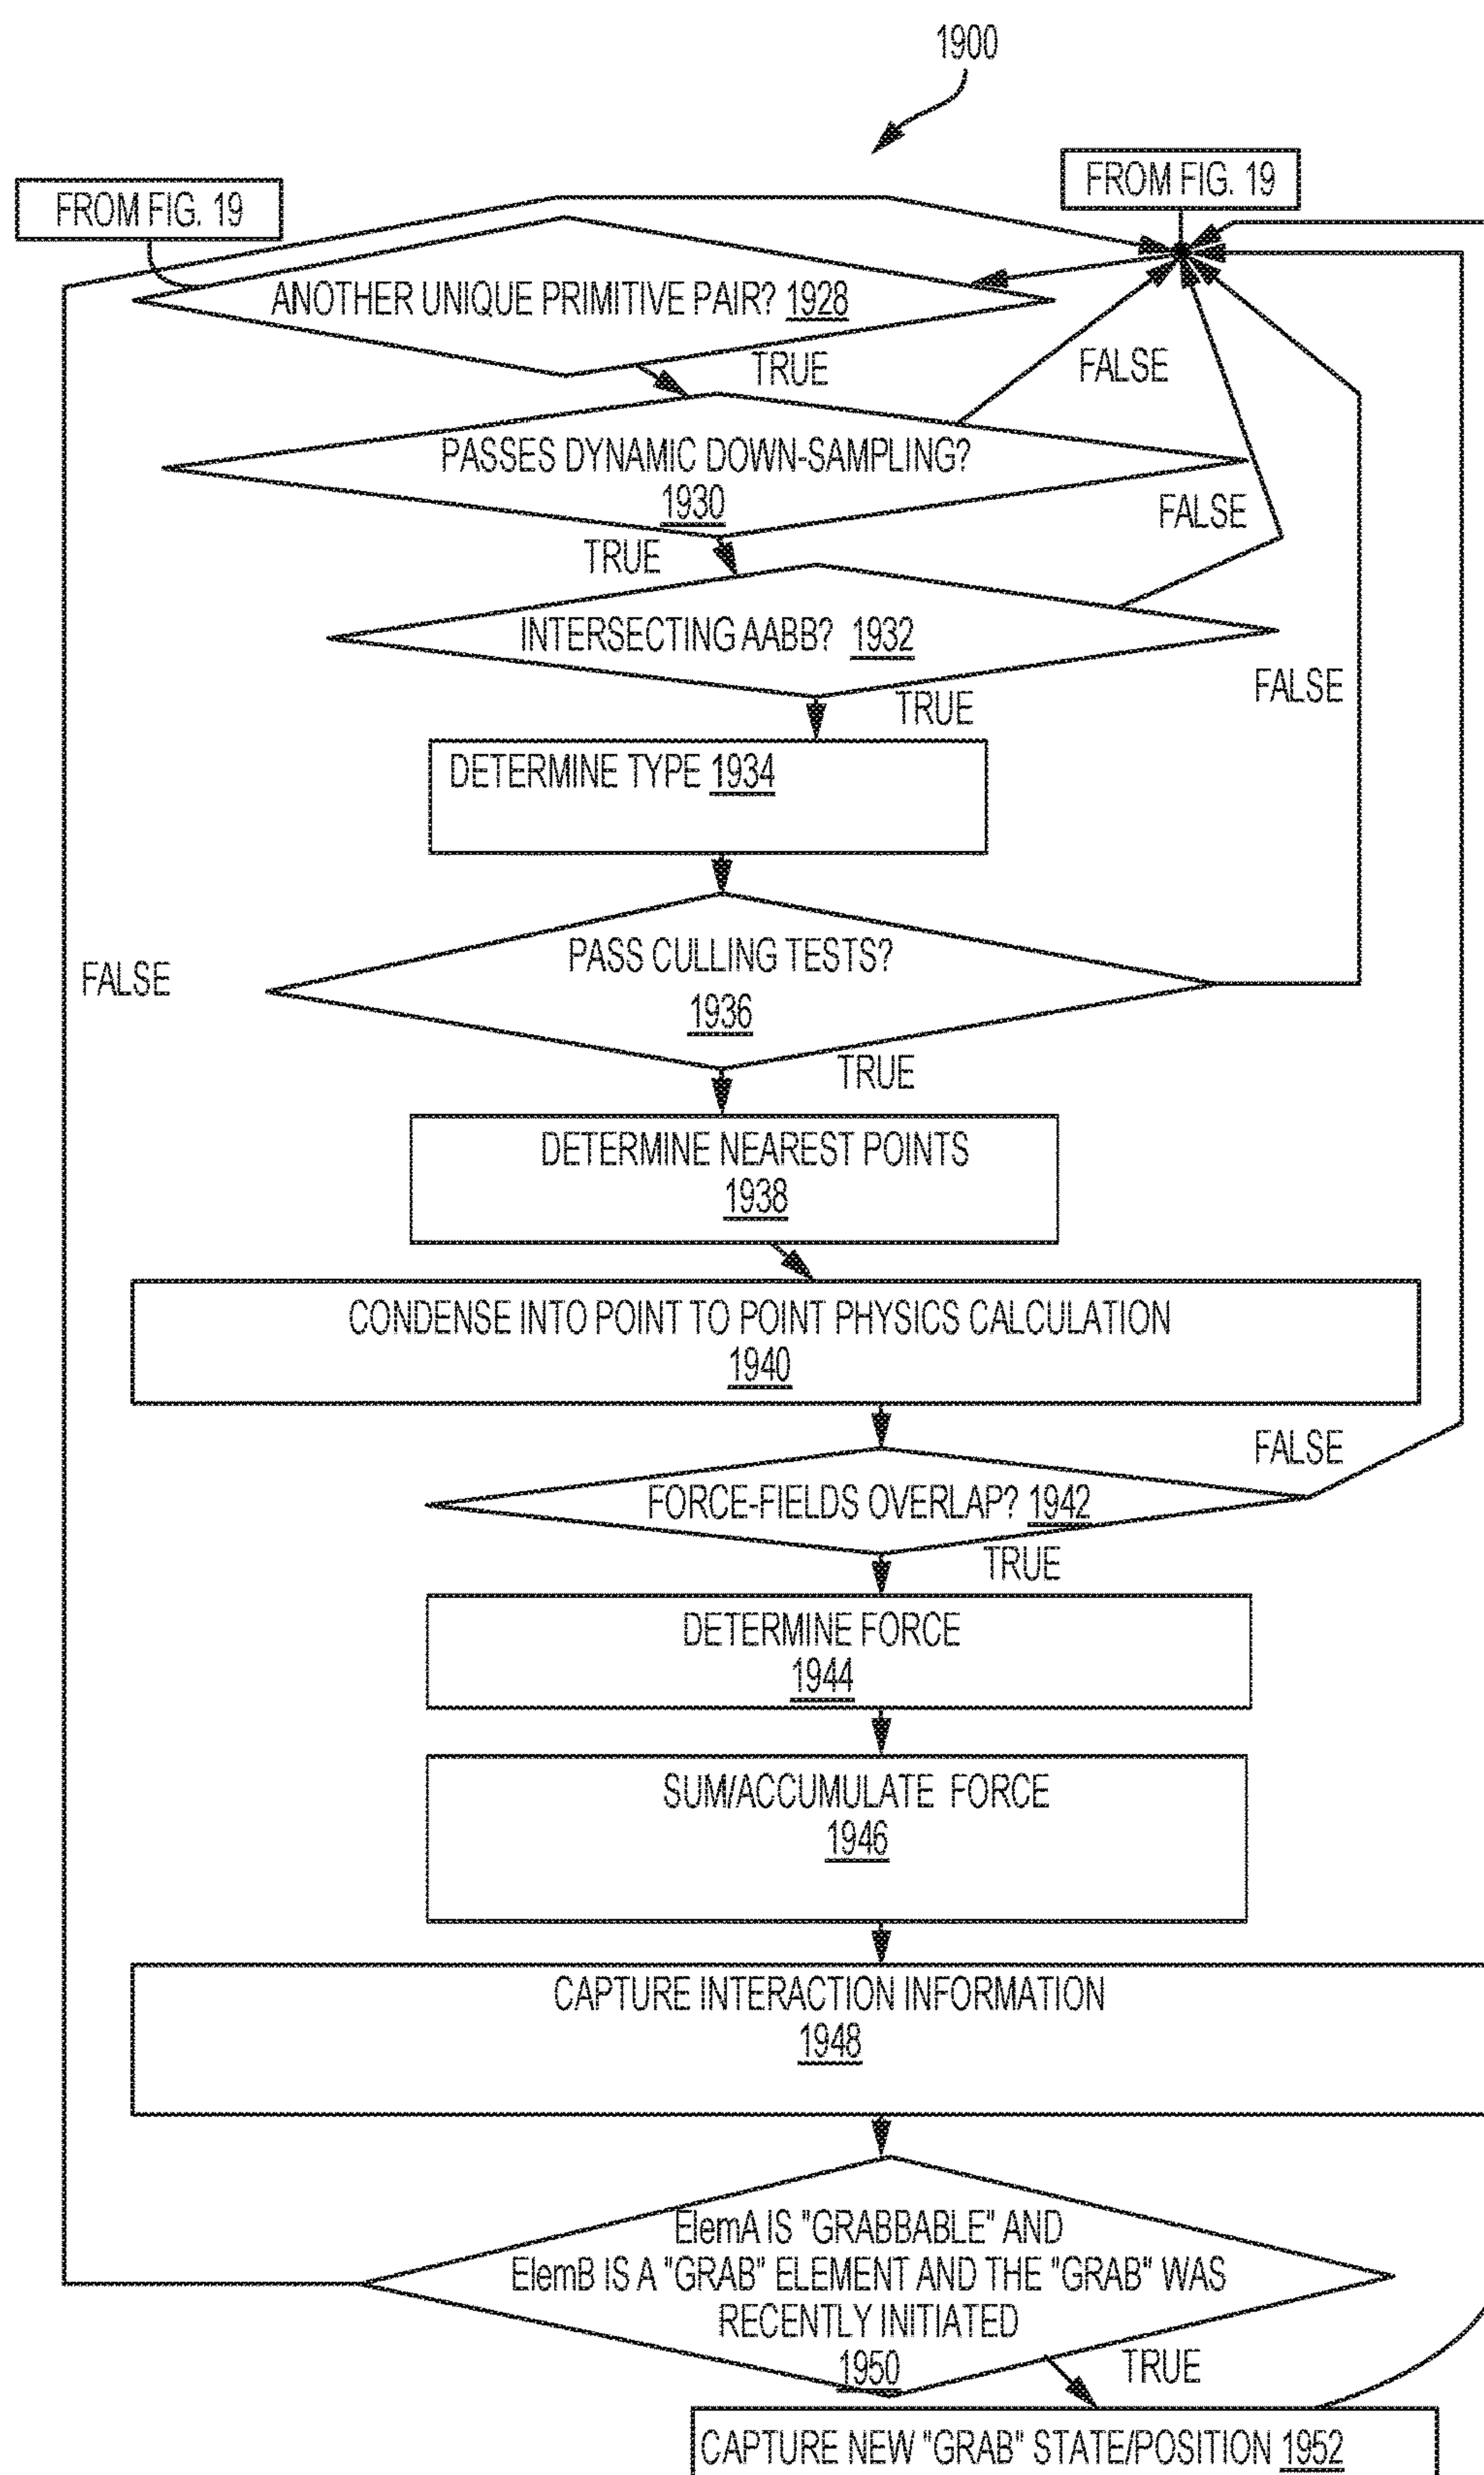 1900
FROM FIG. 19
FROM FIG. 19
ANOTHER UNIQUE PRIMITIVE PAIR? 1928
TRUE
FALSE
PASSES DYNAMIC DOWN-SAMPLING?
1930
FALSE
TRUE
INTERSECTING AABB? 1932
FALSE
TRUE
DETERMINE TYPE 1934
PASS CULLING TESTS?
FALSE
1936
TRUE
DETERMINE NEAREST POINTS
1938
CONDENSE INTO POINT TO POINT PHYSICS CALCULATION
1940
FALSE
FORCE-FIELDS OVERLAP? 1942
TRUE
DETERMINE FORCE
1944
SUM/ACCUMULATE FORCE
1946
CAPTURE INTERACTION INFORMATION
1948
ElemA IS "GRABBABLE" AND
ElemB IS A "GRAB" ELEMENT AND THE "GRAB" WAS
RECENTLY INITIATED
1950
TRUE
CAPTURE NEW "GRAB" STATE/POSITION 1952